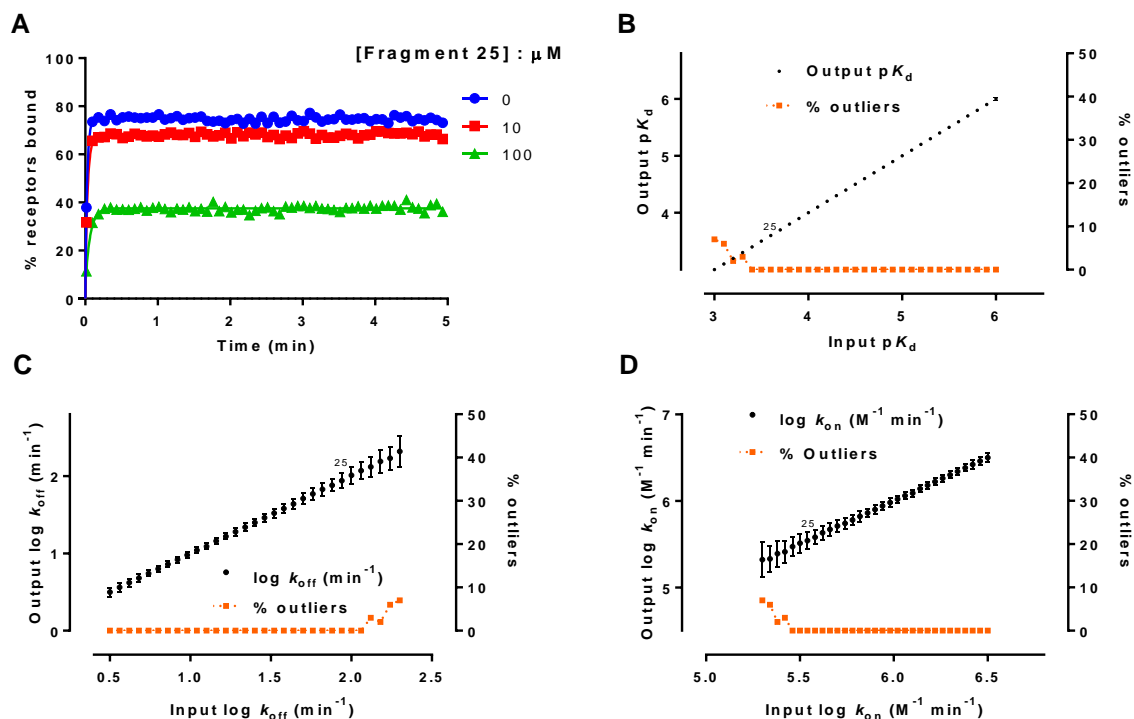 A
[Fragment 25] : μM
% receptors bound
100
80
60
40
20
0
0
1
2
3
4
5
Time (min)
0
10
100
B
Output pKd
% outliers
Output pKd
6
5
4
25
3
4
5
6
Input pKd
50
40
30
20
10
0
% outliers
C
Output log koff (min⁻¹)
2
1
0
25
log koff (min⁻¹)
% outliers
0.5
1.0
1.5
2.0
2.5
Input log koff (min⁻¹)
50
40
30
20
10
0
% outliers
D
Output log kon (M⁻¹ min⁻¹)
7
6
5
log kon (M⁻¹ min⁻¹)
% Outliers
25
5.0
5.5
6.0
6.5
Input log kon (M⁻¹ min⁻¹)
50
40
30
20
10
0
% outliers